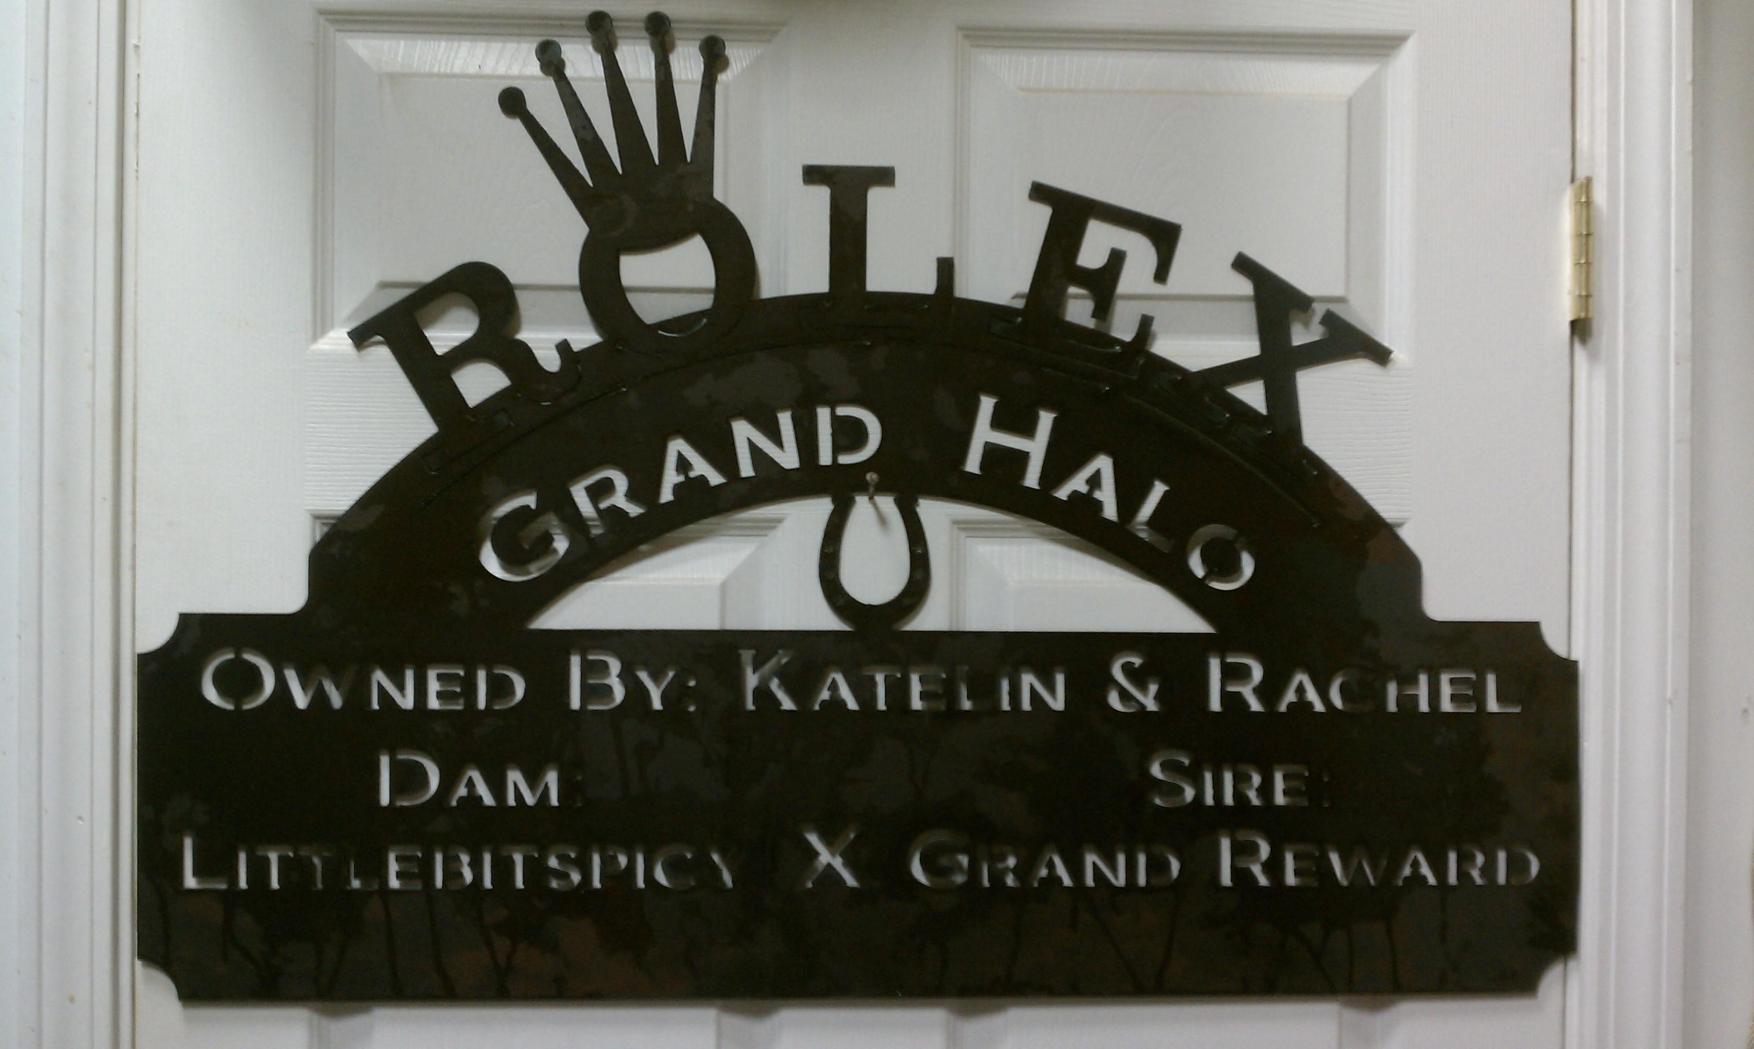 ROLEX
GRAND HALO
OWNED BY: KATELIN & RACHEL
DAM: SIRE:
LITTLEBITSPICY X GRAND REWARD